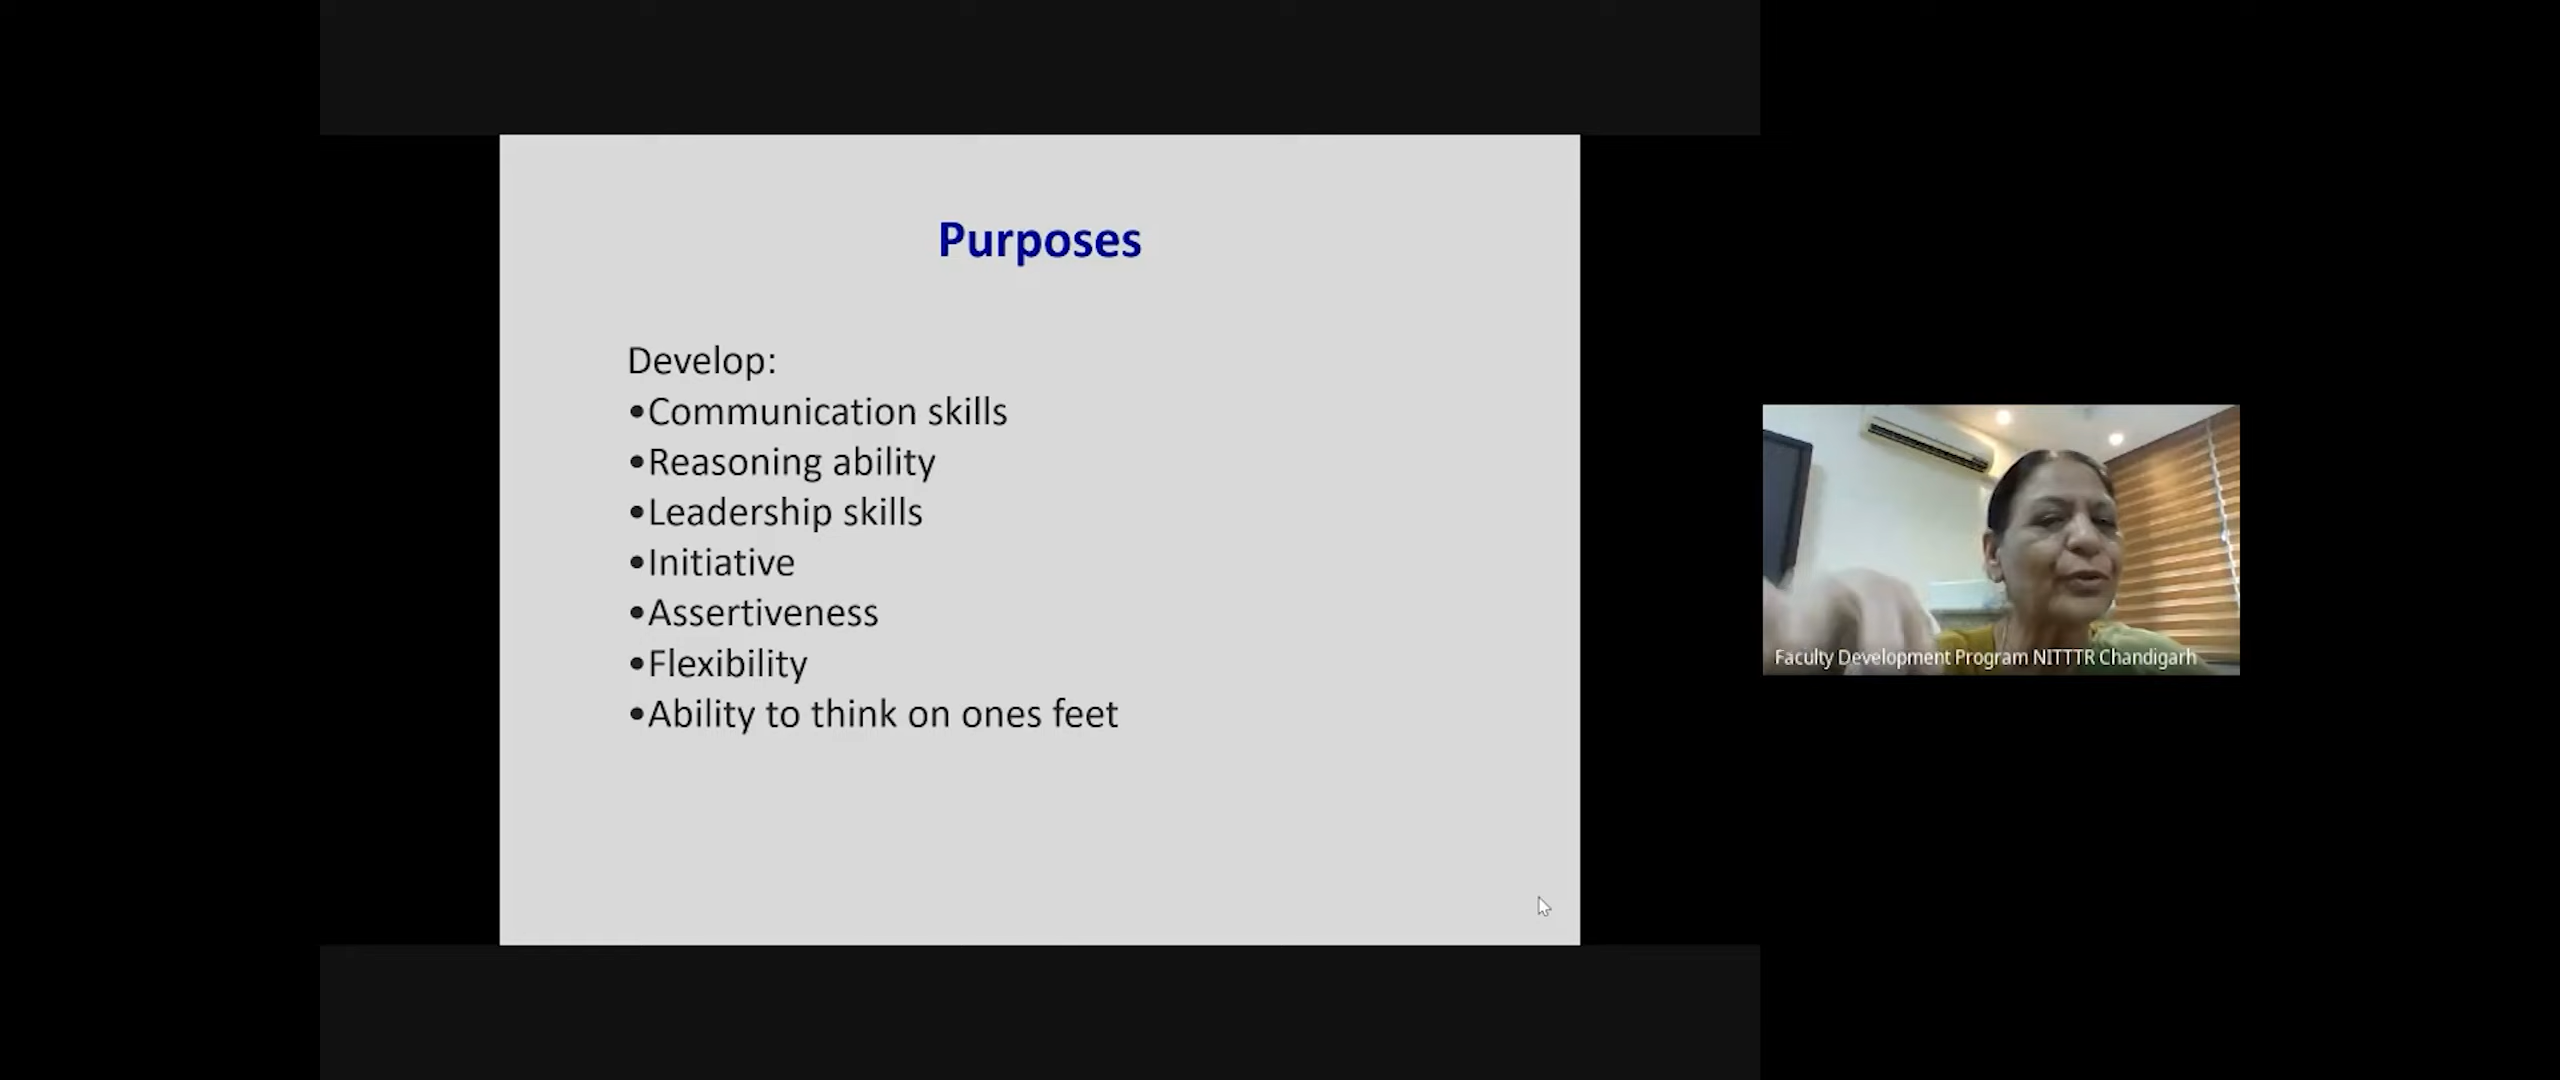 Purposes
Develop:
•Communication skills
•Reasoning ability
•Leadership skills
•Initiative
•Assertiveness
•Flexibility
•Ability to think on ones feet
Faculty Development Program NITTTR Chandigarh